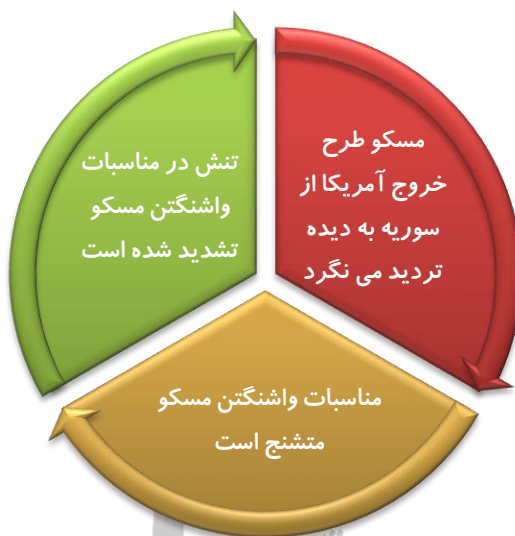 مسکو طرح
خروج آمریکا از
سوریه به دیده
تردید می نگرد
مناسبات واشنگتن مسکو
متشنج است
تنش در مناسبات
واشنگتن مسکو
تشدید شده است